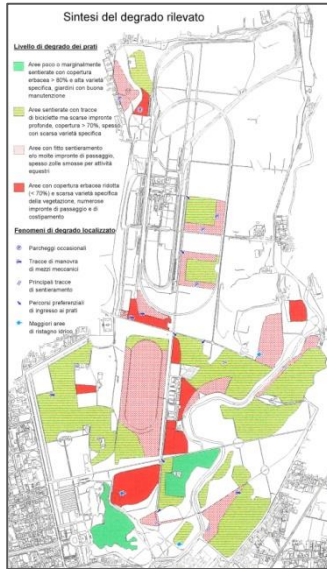 Sintesi del degrado rilevato
Livello di degrado dei prati
Aree poco o marginalmente
sentierate con copertura
erbacea > 80% e alta varietà
specifica, giardini con buona
manutenzione
Aree sentierate con tracce
di biciclette ma scarse impronte
profonde, copertura > 70%, spesso
con scarsa varietà specifica
Aree con fitto sentieramento
e/o molte impronte di passaggio,
spesso zolle smosse per attività
equestri
Aree con copertura erbacea ridotta
(< 70%) e scarsa varietà specifica
della vegetazione, numerose
impronte di passaggio e di
costipamento
Fenomeni di degrado localizzato
Parcheggi occasionali
Tracce di manovra
di mezzi meccanici
Principali tracce
di sentieramento
Percorsi preferenziali
di ingresso ai prati
Maggiori aree
di ristagno idrico